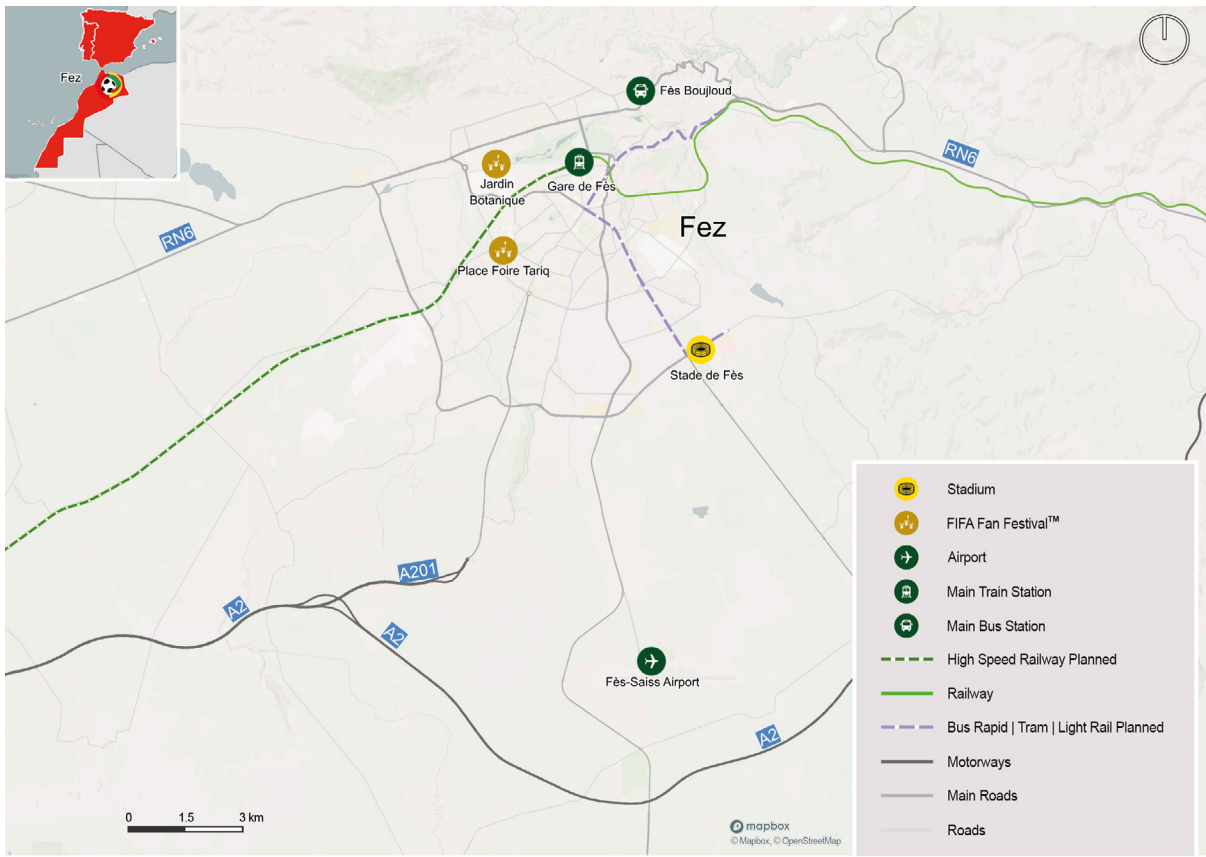 Fez
Fès Boujloud
RN6
Jardin
Botanique
Gare de Fès
Fez
RN6
Place Foire Tariq
Stade de Fès
A201
A2
A2
Fès-Saiss Airport
A2
0 1.5 3 km
mapbox
© Mapbox, © OpenStreetMap
Stadium
FIFA Fan Festival™
Airport
Main Train Station
Main Bus Station
High Speed Railway Planned
Railway
Bus Rapid | Tram | Light Rail Planned
Motorways
Main Roads
Roads